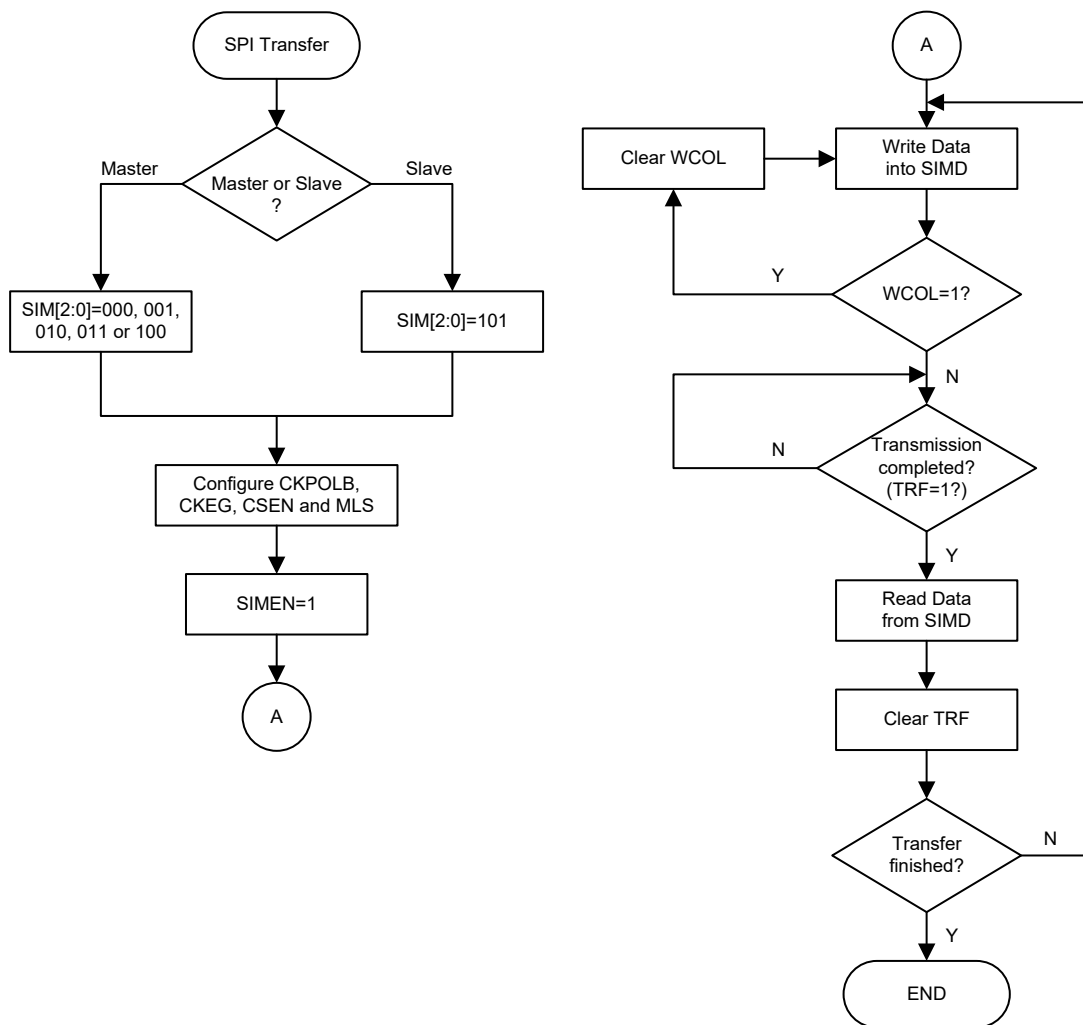 SPI Transfer
Master
Slave
Master or Slave
?
SIM[2:0]=000, 001,
010, 011 or 100
SIM[2:0]=101
Configure CKPOLB,
CKEG, CSEN and MLS
SIMEN=1
A
A
Clear WCOL
Write Data
into SIMD
Y
WCOL=1?
N
N
Transmission
completed?
(TRF=1?)
Y
Read Data
from SIMD
Clear TRF
Transfer
finished?
N
Y
END